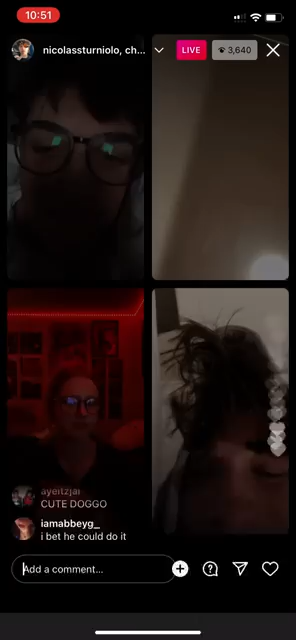 10:51
nicolassturniolo, ch...
LIVE
3,640
ayeitzjai
CUTE DOGGO
iamabbeyg_
i bet he could do it
Add a comment...